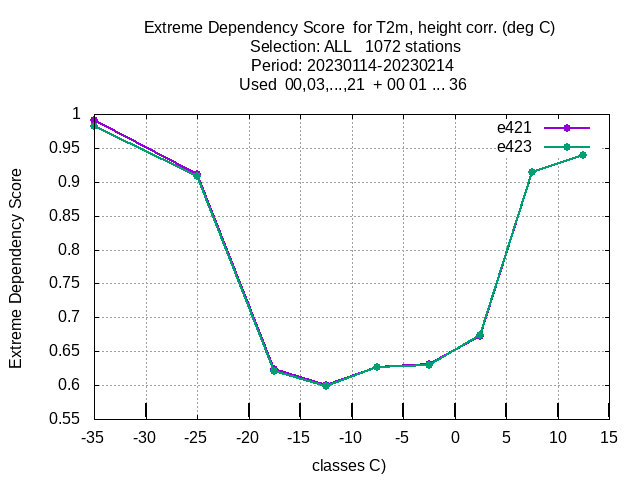 Extreme Dependency Score  for T2m, height corr. (deg C)
Selection: ALL   1072 stations
Period: 20230114-20230214
Used  00,03,...,21  + 00 01 ... 36
e421
e423
1
0.95
0.9
0.85
0.8
0.75
0.7
0.65
0.6
0.55
Extreme Dependency Score
-35 -30 -25 -20 -15 -10 -5 0 5 10 15
classes C)